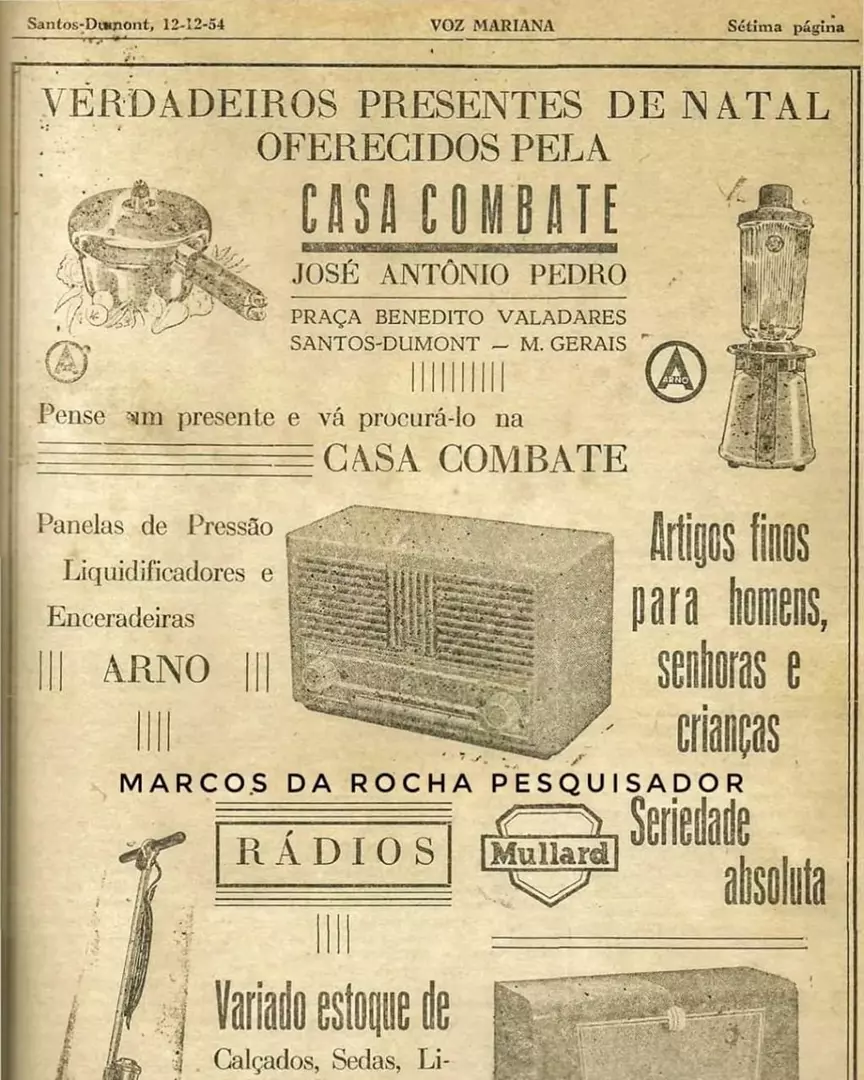 Santos-Dumont, 12-12-54 VOZ MARIANA Sétima página
VERDADEIROS PRESENTES DE NATAL
OFERECIDOS PELA
CASA COMBATE
JOSÉ ANTÔNIO PEDRO
PRAÇA BENEDITO VALADARES
SANTOS-DUMONT — M. GERAIS
A
A
ARNO
Pense um presente e vá procurá-lo na
CASA COMBATE
Panelas de Pressão
Liquidificadores e
Enceradeiras
ARNO
Artigos finos
para homens,
senhoras e
crianças
MARCOS DA ROCHA PESQUISADOR
RÁDIOS
Mullard
Seriedade
absoluta
Variado estoque de
Calçados, Sedas, Li-